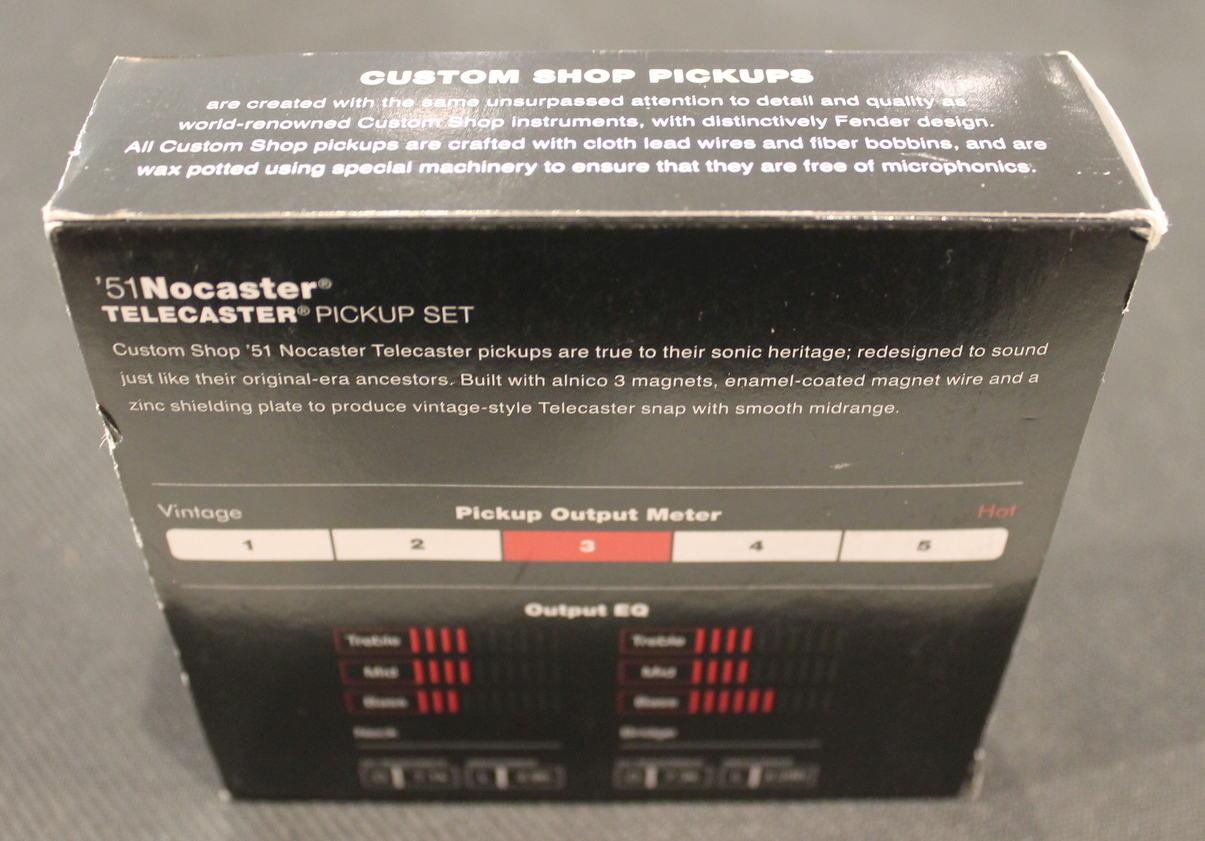 CUSTOM SHOP PICKUPS
are created with the same unsurpassed attention to detail and quality as
world-renowned Custom Shop instruments, with distinctively Fender design.
All Custom Shop pickups are crafted with cloth lead wires and fiber bobbins, and are
wax potted using special machinery to ensure that they are free of microphonics.
'51Nocaster®
TELECASTER® PICKUP SET
Custom Shop '51 Nocaster Telecaster pickups are true to their sonic heritage; redesigned to sound
just like their original-era ancestors. Built with alnico 3 magnets, enamel-coated magnet wire and a
zinc shielding plate to produce vintage-style Telecaster snap with smooth midrange.
Vintage Pickup Output Meter Hot
1 2 3 4 5
Output EQ
Treble Treble
Mid Mid
Bass Bass
Neck Bridge